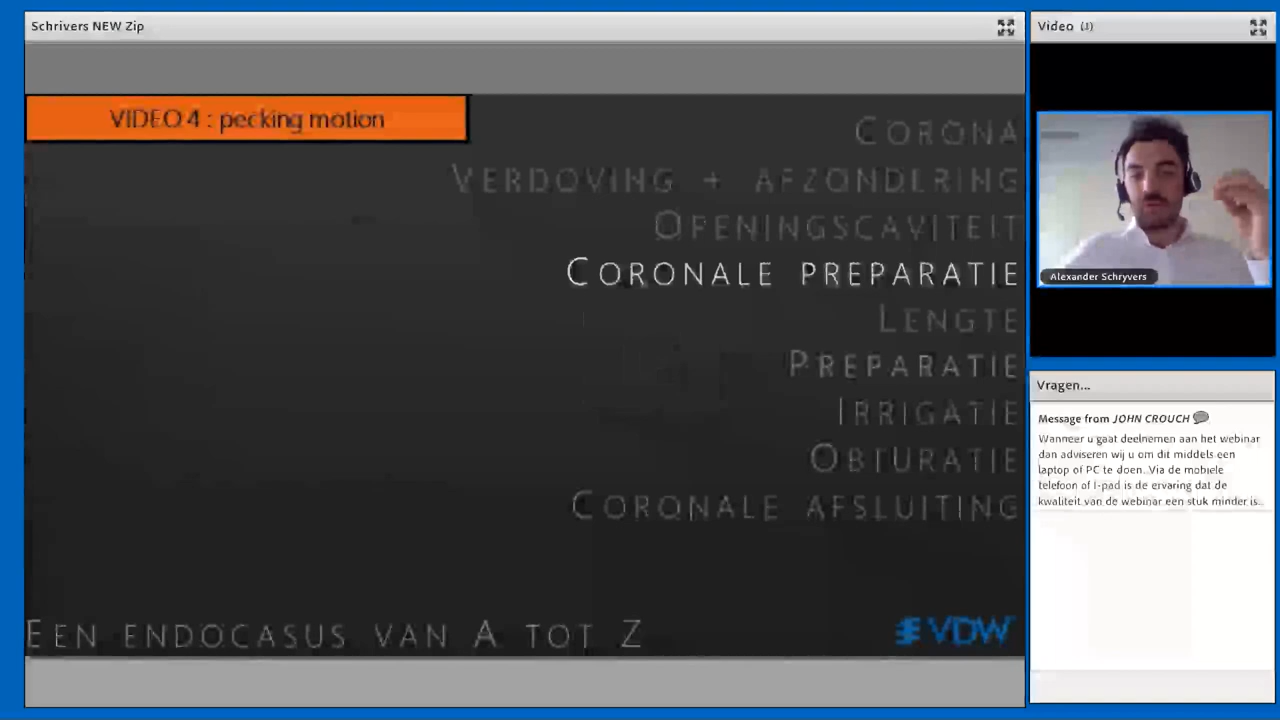 Schrivers NEW Zip
VIDEO 4 : pecking motion
CORONA
VERDOVING + AFZONDERING
OPENINGSCAVITEIT
CORONALE PREPARATIE
LENGTE
PREPARATIE
IRRIGATIE
OBTURATIE
CORONALE AFSLUITING
EEN ENDOCASUS VAN A TOT Z
VDW
Video (1)
Alexander Schryvers
Vragen...
Message from JOHN CROUCH
Wanneer u gaat deelnemen aan het webinar
dan adviseren wij u om dit middels een
laptop of PC te doen. Via de mobiele
telefoon of I-pad is de ervaring dat de
kwaliteit van de webinar een stuk minder is..